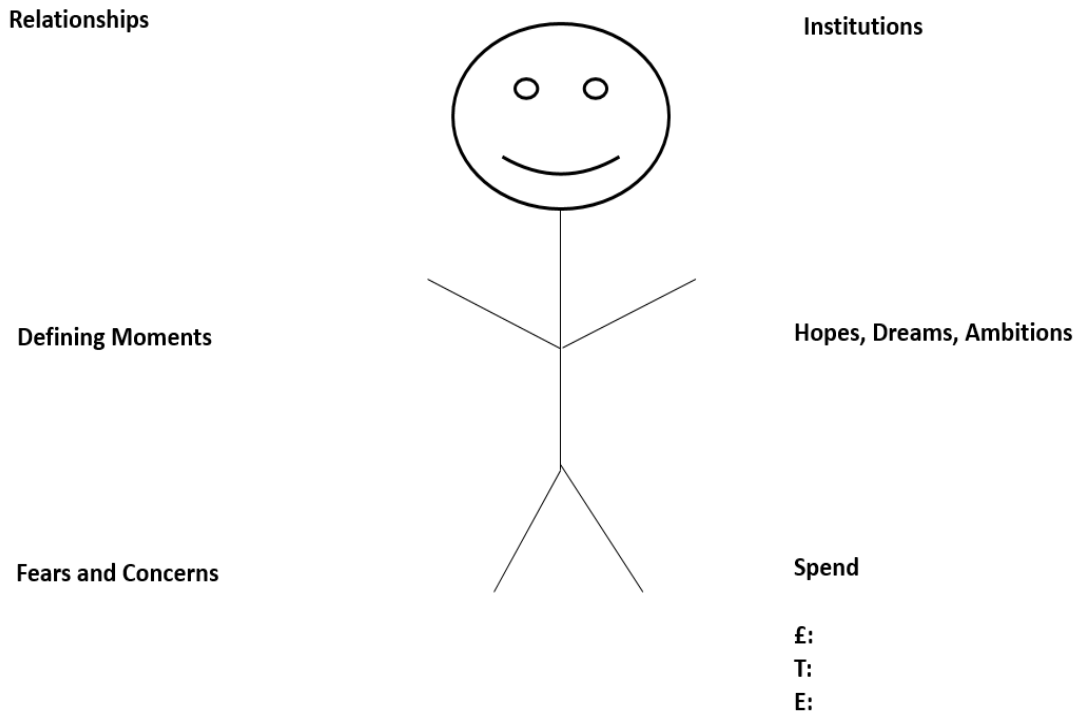 Relationships
Institutions
Defining Moments
Hopes, Dreams, Ambitions
Fears and Concerns
Spend
£:
T:
E: